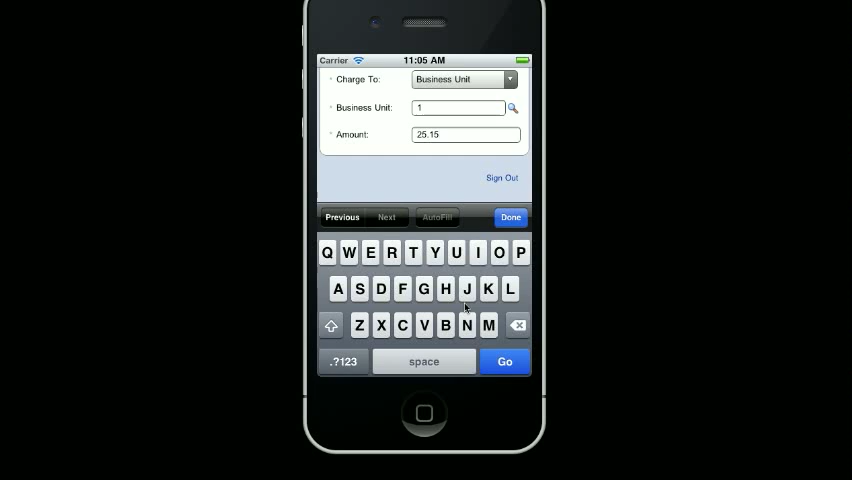 Carrier 11:05 AM
* Charge To: Business Unit
* Business Unit: 1
* Amount: 25.15
Sign Out
Previous Next AutoFill Done
Q W E R T Y U I O P
A S D F G H J K L
Z X C V B N M
.?123 space Go